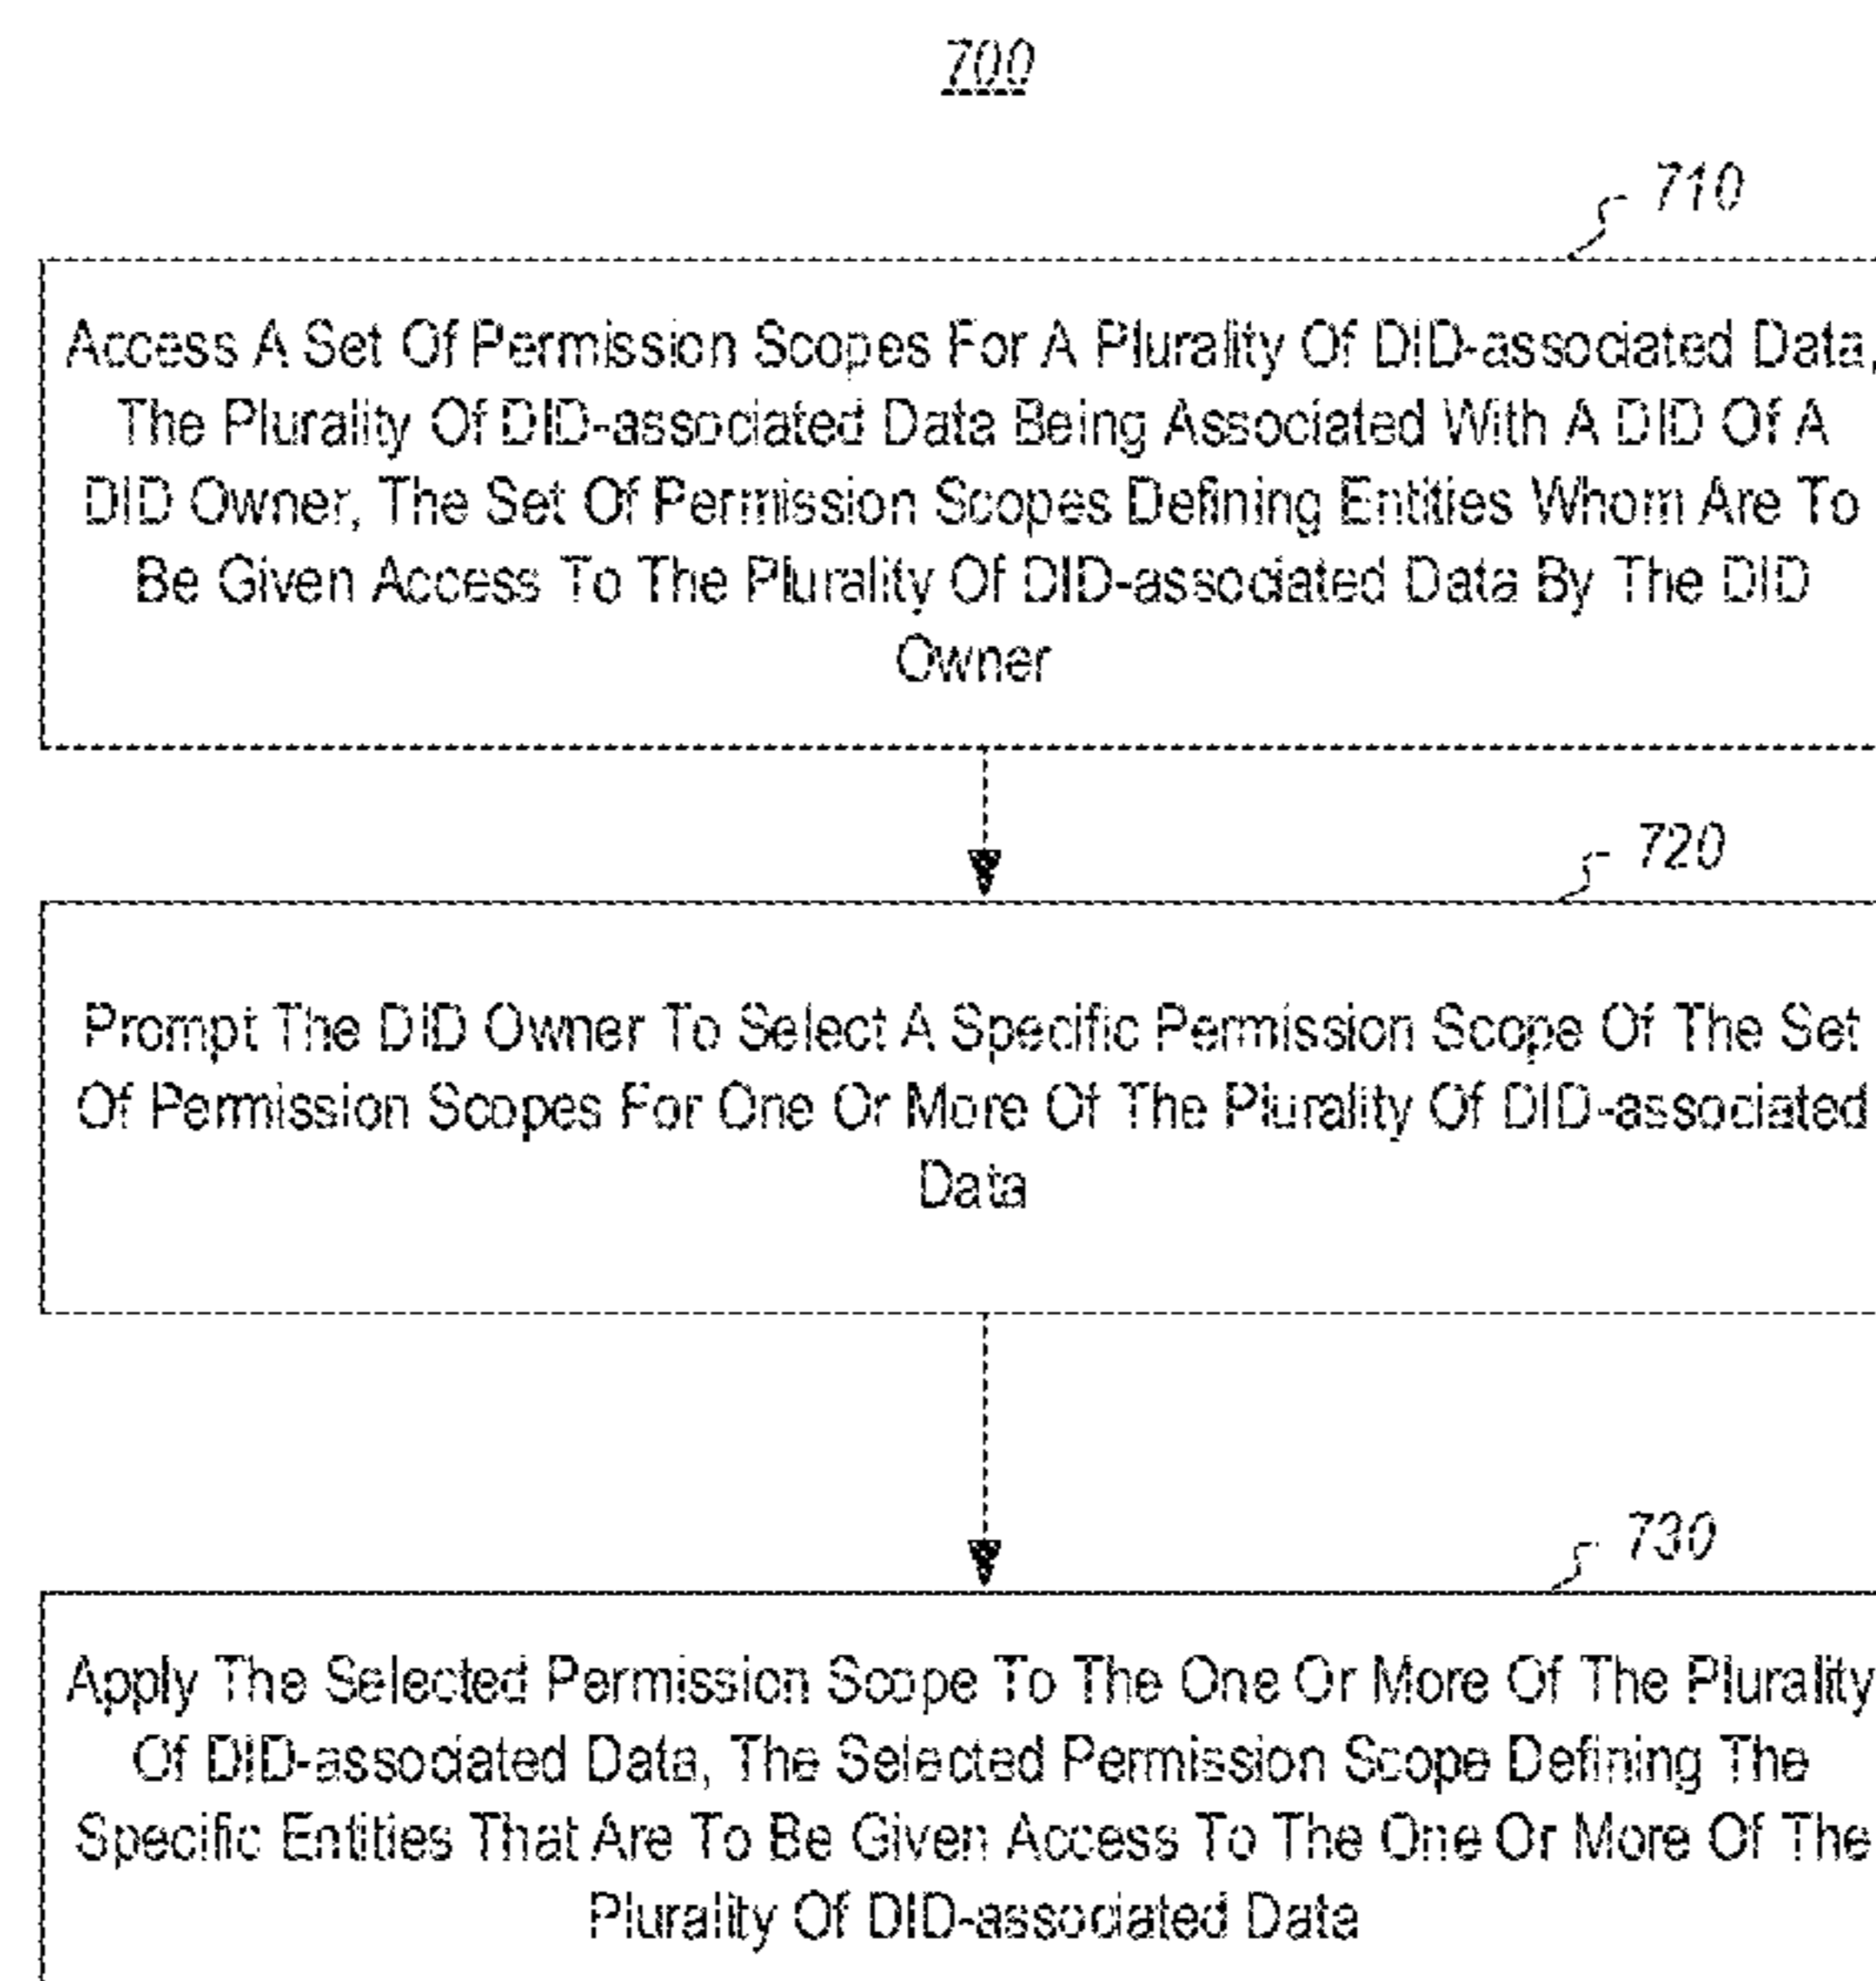 700
710
Access A Set Of Permission Scopes For A Plurality Of DID-associated Data,
The Plurality Of DID-associated Data Being Associated With A DID Of A
DID Owner, The Set Of Permission Scopes Defining Entities Whom Are To
Be Given Access To The Plurality Of DID-associated Data By The DID
Owner
720
Prompt The DID Owner To Select A Specific Permission Scope Of The Set
Of Permission Scopes For One Or More Of The Plurality Of DID-associated
Data
730
Apply The Selected Permission Scope To The One Or More Of The Plurality
Of DID-associated Data, The Selected Permission Scope Defining The
Specific Entities That Are To Be Given Access To The One Or More Of The
Plurality Of DID-associated Data